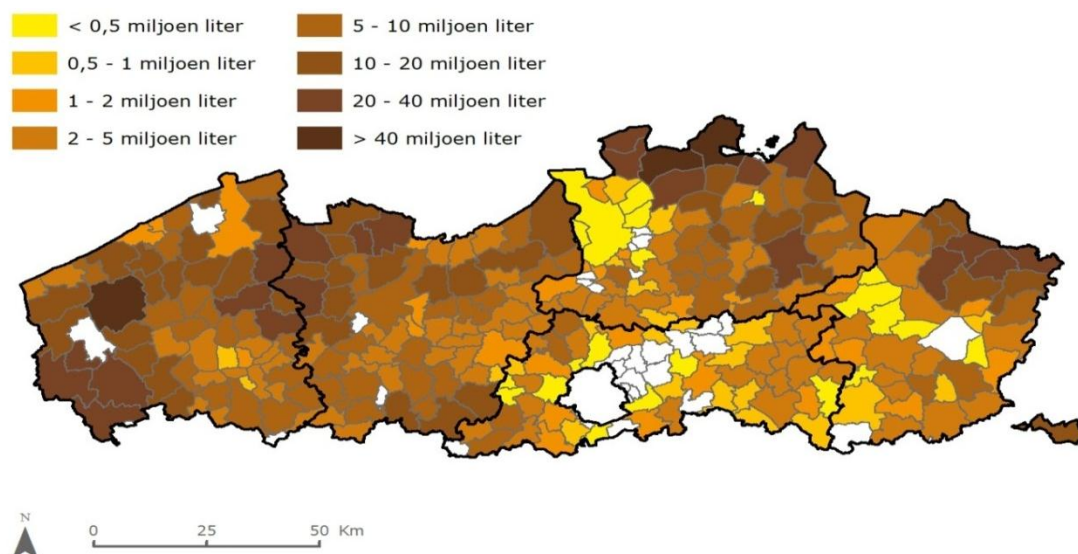 < 0,5 miljoen liter
0,5 - 1 miljoen liter
1 - 2 miljoen liter
2 - 5 miljoen liter
5 - 10 miljoen liter
10 - 20 miljoen liter
20 - 40 miljoen liter
> 40 miljoen liter
N
0 25 50 Km